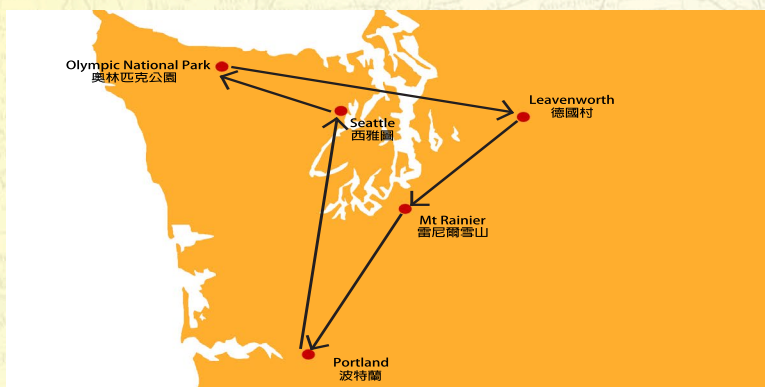 Olympic National Park
奧林匹克公園
Seattle
西雅圖
Leavenworth
德國村
Mt Rainier
雷尼爾雪山
Portland
波特蘭